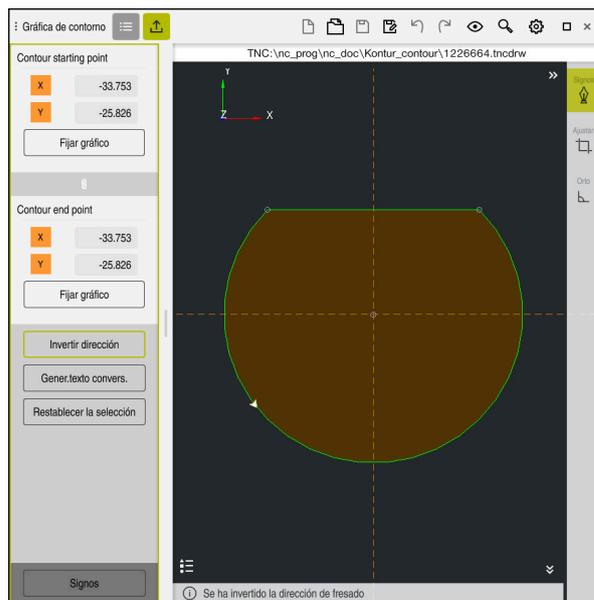 Gráfica de contorno
TNC:\nc_prog\nc_doc\Kontur_contour\1226664.tncdrw
Contour starting point
X -33.753
Y -25.826
Fijar gráfico
Contour end point
X -33.753
Y -25.826
Fijar gráfico
Invertir dirección
Gener.texto convers.
Restablecer la selección
Signos
Y
Z X
Signos
Ajustar
Orto
Se ha invertido la dirección de fresado